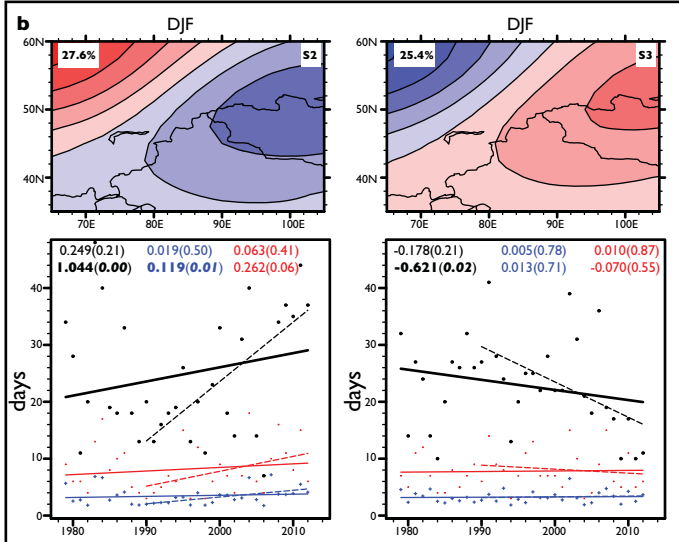 b
DJF
DJF
60N
27.6%
S2
60N
25.4%
S3
50N
50N
40N
40N
70E 80E 90E 100E
70E 80E 90E 100E
0.249(0.21) 0.019(0.50) 0.063(0.41)
1.044(0.00) 0.119(0.01) 0.262(0.06)
-0.178(0.21) 0.005(0.78) 0.010(0.87)
-0.621(0.02) 0.013(0.71) -0.070(0.55)
days
40
30
20
10
0
1980 1990 2000 2010
days
40
30
20
10
0
1980 1990 2000 2010